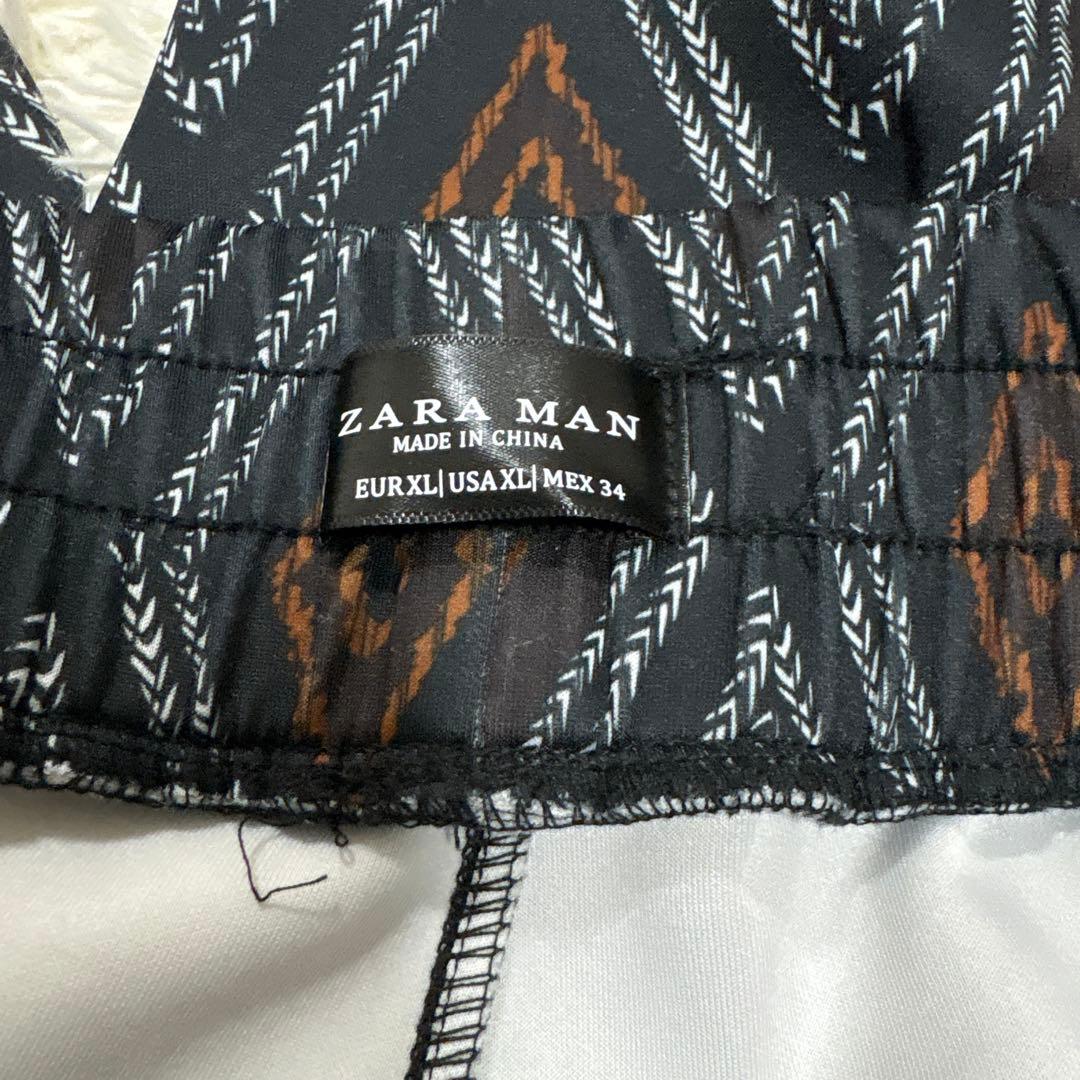 ZARA MAN
MADE IN CHINA
EUR XL| USA XL| MEX 34